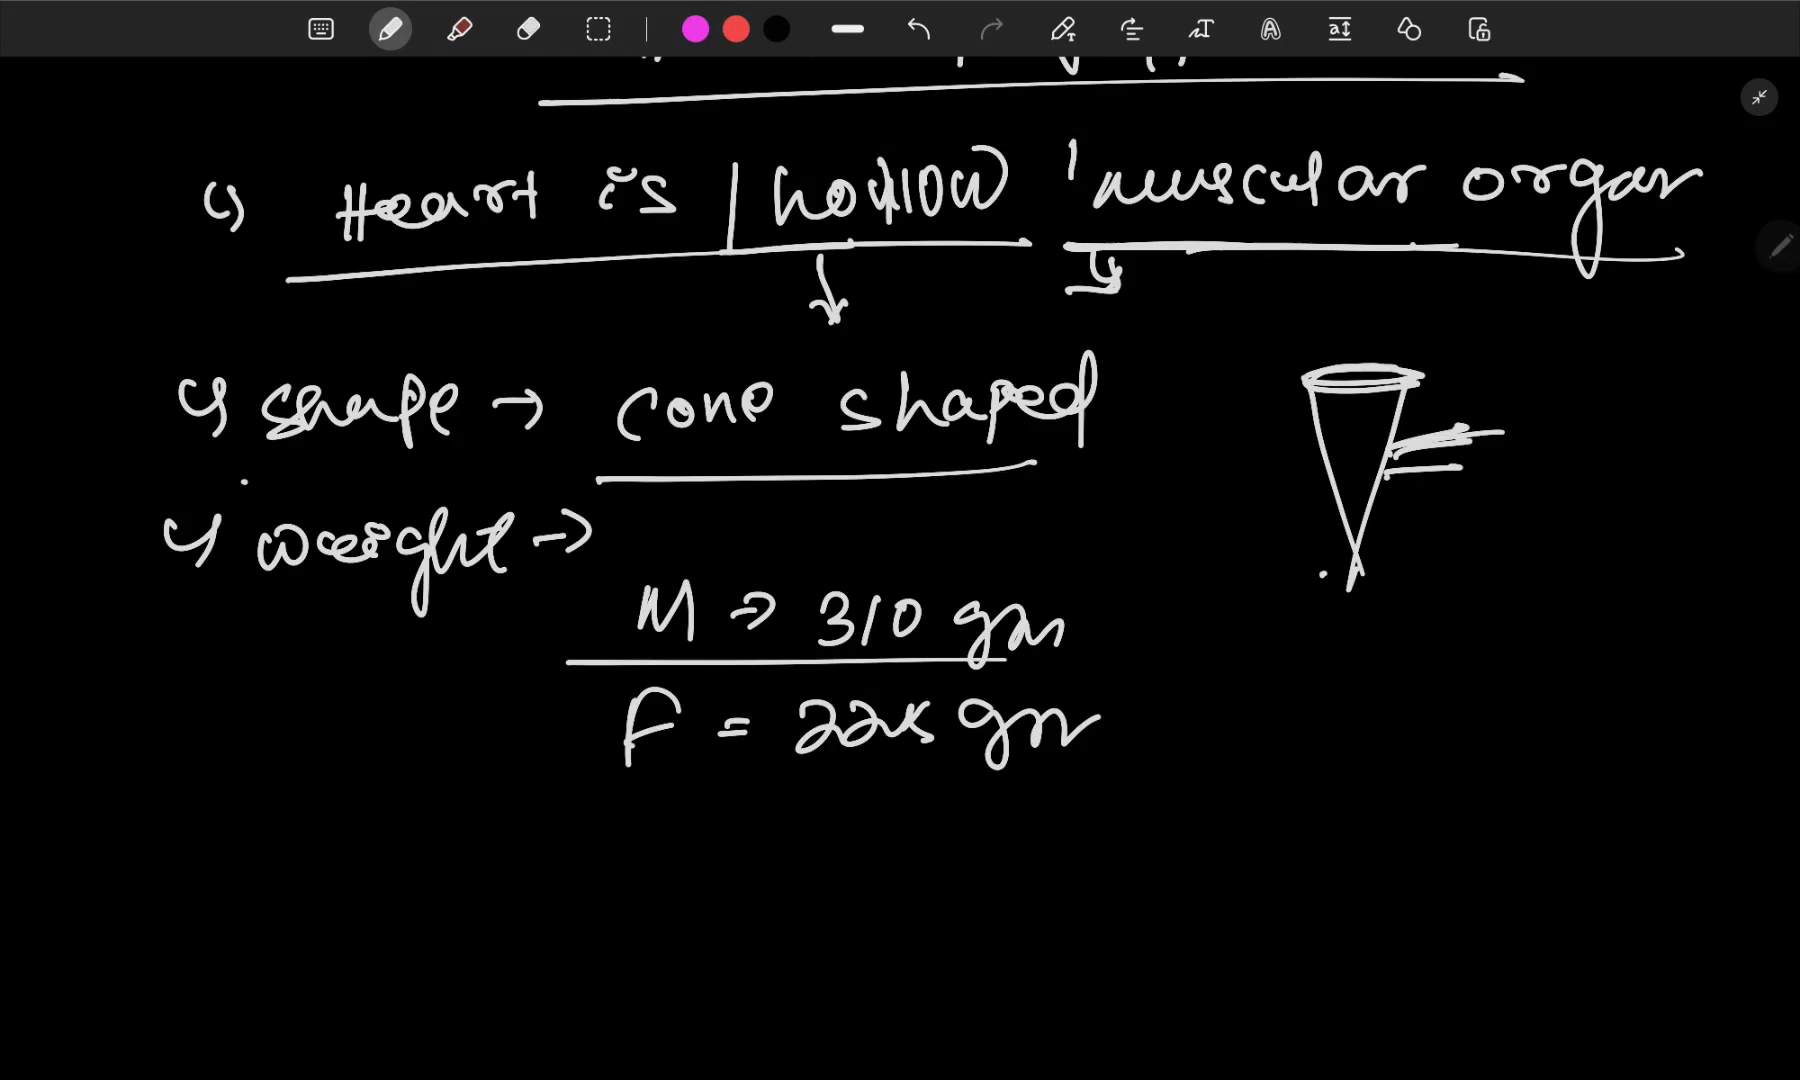 Heart is hollow muscular organ
shape → cone shaped
weight →
M → 310 gm
F = 225 gm